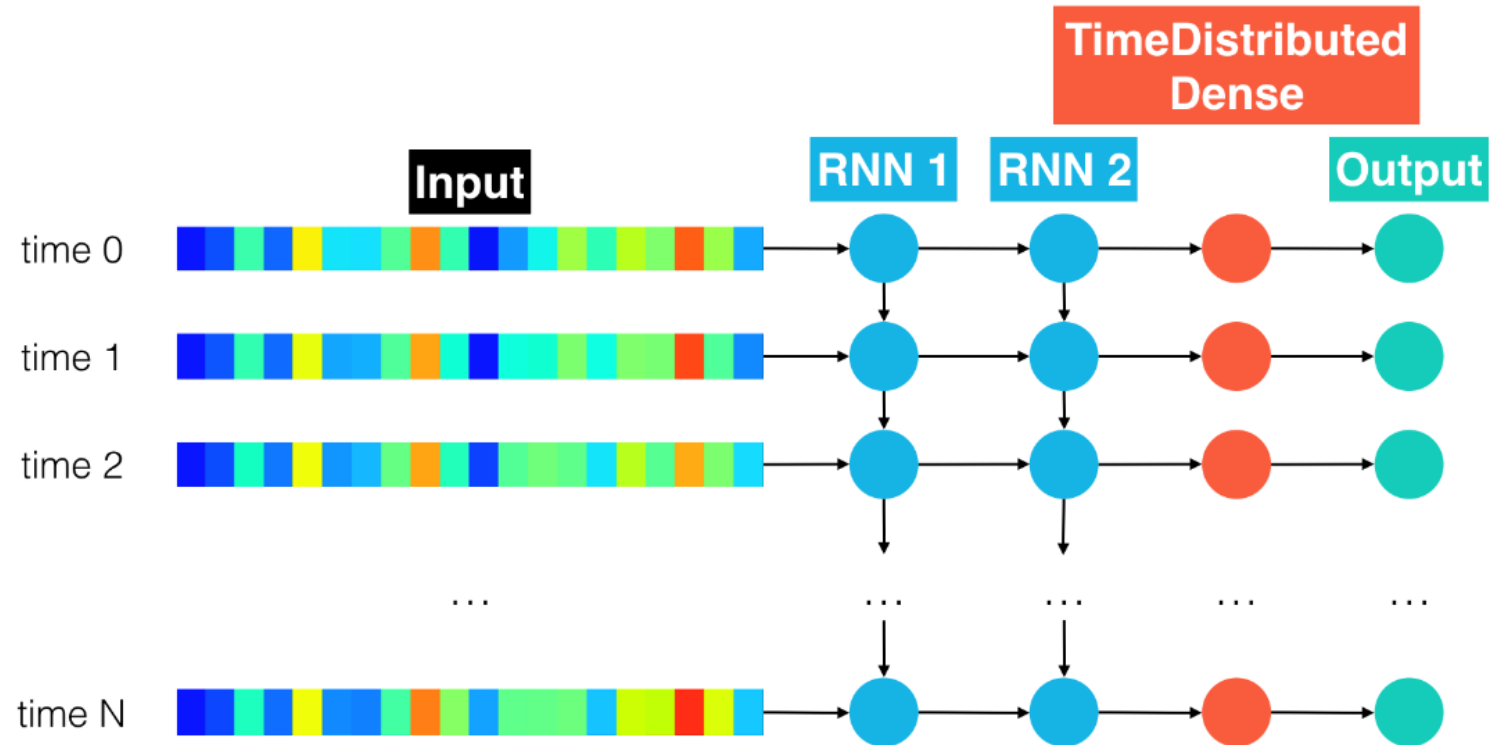 TimeDistributed
Dense
Input
RNN 1
RNN 2
Output
time 0
time 1
time 2
... ... ... ... ...
time N